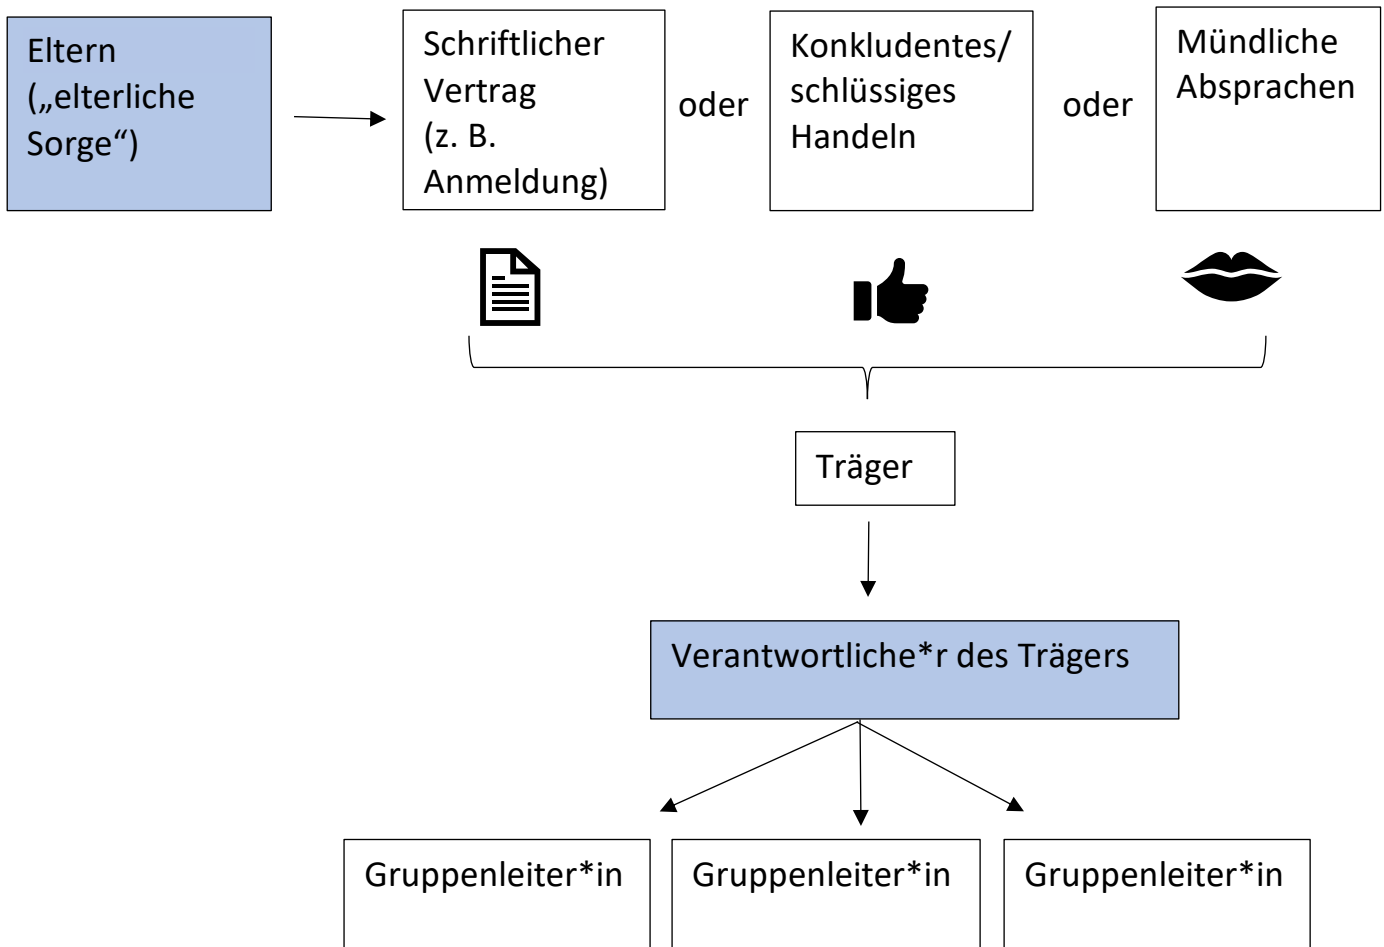 Eltern
(„elterliche
Sorge“)
Schriftlicher
Vertrag
(z. B.
Anmeldung)
oder
Konkludentes/
schlüssiges
Handeln
oder
Mündliche
Absprachen
Träger
Verantwortliche*r des Trägers
Gruppenleiter*in
Gruppenleiter*in
Gruppenleiter*in